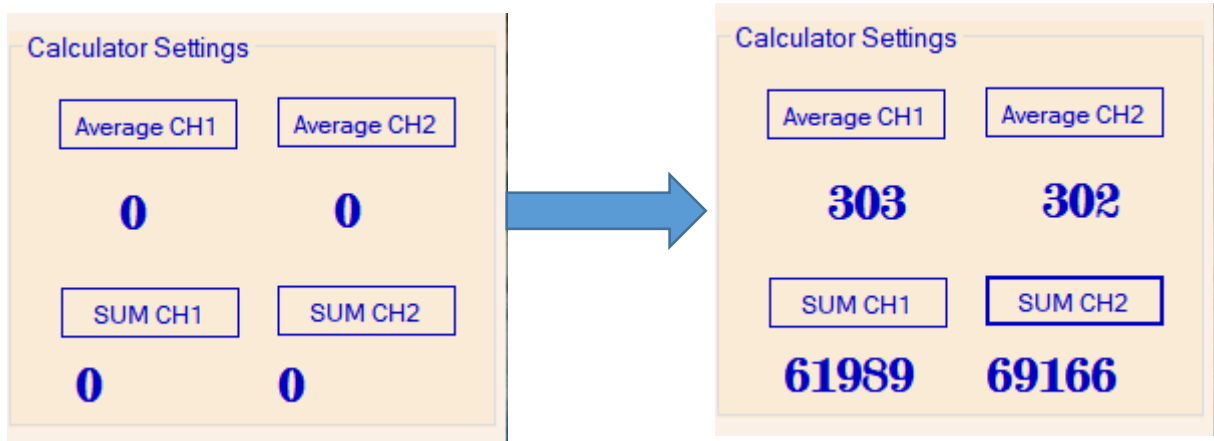 Calculator Settings
Average CH1 Average CH2
0 0
SUM CH1 SUM CH2
0 0
Calculator Settings
Average CH1 Average CH2
303 302
SUM CH1 SUM CH2
61989 69166